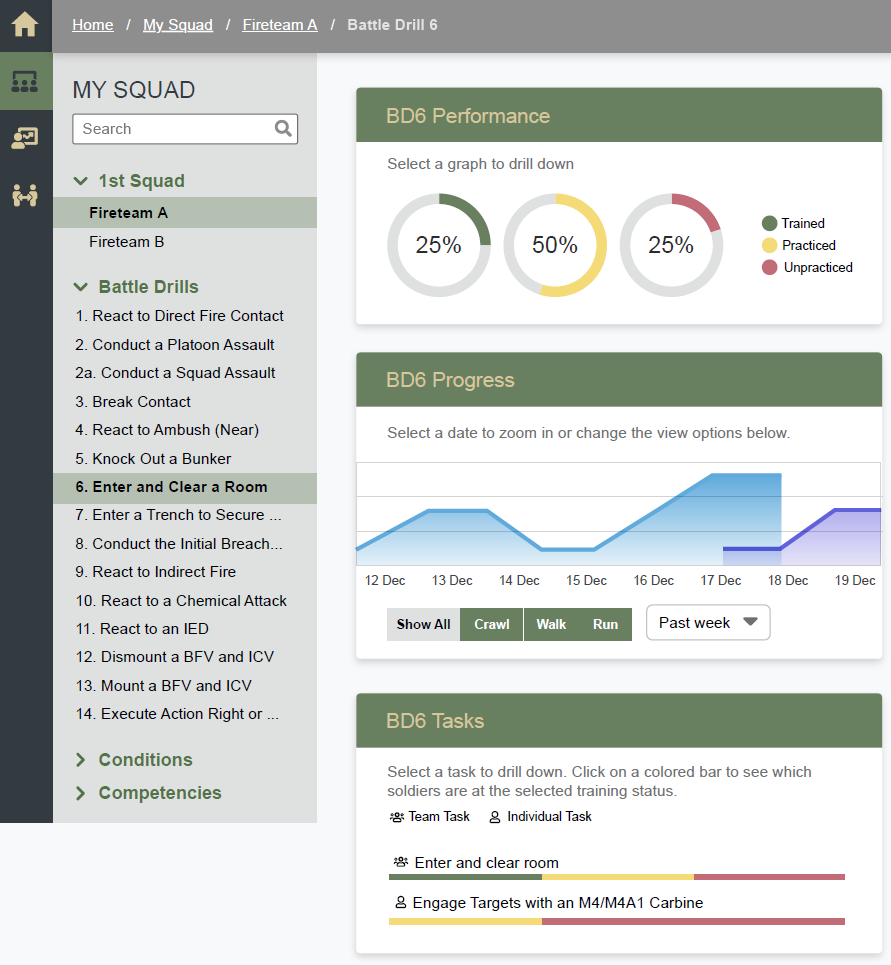 Home / My Squad / Fireteam A / Battle Drill 6
MY SQUAD
Search
1st Squad
Fireteam A
Fireteam B
Battle Drills
1. React to Direct Fire Contact
2. Conduct a Platoon Assault
2a. Conduct a Squad Assault
3. Break Contact
4. React to Ambush (Near)
5. Knock Out a Bunker
6. Enter and Clear a Room
7. Enter a Trench to Secure ...
8. Conduct the Initial Breach...
9. React to Indirect Fire
10. React to a Chemical Attack
11. React to an IED
12. Dismount a BFV and ICV
13. Mount a BFV and ICV
14. Execute Action Right or ...
Conditions
Competencies
BD6 Performance
Select a graph to drill down
25% 50% 25%
Trained
Practiced
Unpracticed
BD6 Progress
Select a date to zoom in or change the view options below.
12 Dec 13 Dec 14 Dec 15 Dec 16 Dec 17 Dec 18 Dec 19 Dec
Show All Crawl Walk Run Past week
BD6 Tasks
Select a task to drill down. Click on a colored bar to see which
soldiers are at the selected training status.
Team Task Individual Task
Enter and clear room
Engage Targets with an M4/M4A1 Carbine